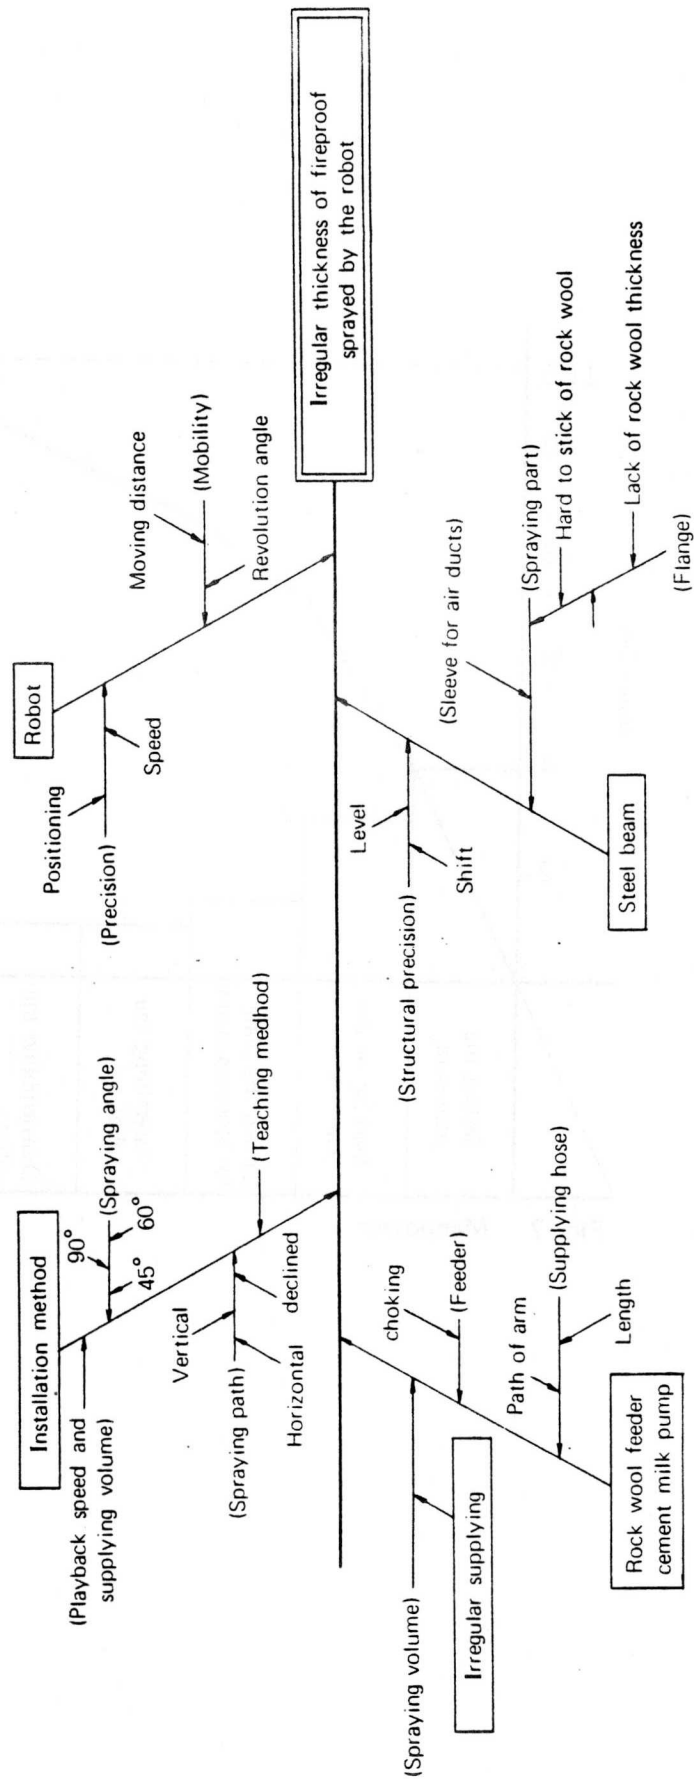 Installation method
(Playback speed and
supplying volume)
90°
(Spraying angle)
45°
60°
Vertical
(Spraying path)
declined
Horizontal
(Teaching medhod)
Robot
Positioning
(Precision)
Speed
Moving distance
(Mobility)
Revolution angle
Irregular thickness of fireproof
sprayed by the robot
(Spraying volume)
Irregular supplying
choking
(Feeder)
Path of arm
(Supplying hose)
Length
Rock wool feeder
cement milk pump
Level
(Structural precision)
Shift
(Sleeve for air ducts)
(Spraying part)
Hard to stick of rock wool
Lack of rock wool thickness
(Flange)
Steel beam